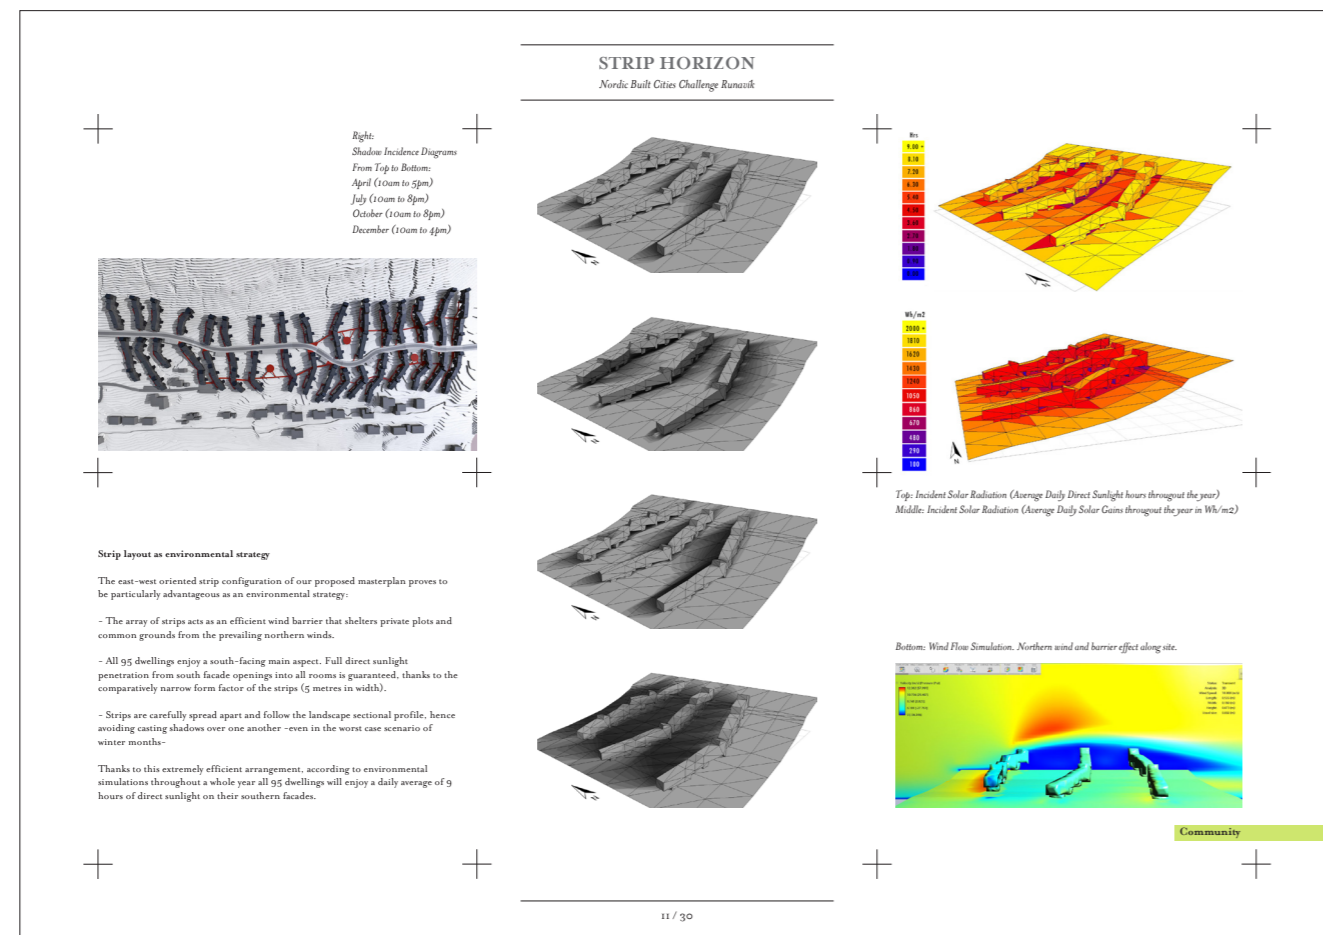 STRIP HORIZON
Nordic Built Cities Challenge Runavík
Right:
Shadow Incidence Diagrams
From Top to Bottom:
April (10am to 5pm)
July (10am to 8pm)
October (10am to 8pm)
December (10am to 4pm)
Strip layout as environmental strategy
The east-west oriented strip configuration of our proposed masterplan proves to
be particularly advantageous as an environmental strategy:
- The array of strips acts as an efficient wind barrier that shelters private plots and
common grounds from the prevailing northern winds.
- All 95 dwellings enjoy a south-facing main aspect. Full direct sunlight
penetration from south facade openings into all rooms is guaranteed, thanks to the
comparatively narrow form factor of the strips (5 metres in width).
- Strips are carefully spread apart and follow the landscape sectional profile, hence
avoiding casting shadows over one another -even in the worst case scenario of
winter months-
Thanks to this extremely efficient arrangement, according to environmental
simulations throughout a whole year all 95 dwellings will enjoy a daily average of 9
hours of direct sunlight on their southern facades.
N
N
N
N
Hrs
9.00 +
8.10
7.20
6.30
5.40
N
Wh/m2
2000 +
1810
1620
1430
1240
1050
860
670
480
290
100
N
Top: Incident Solar Radiation (Average Daily Direct Sunlight hours througout the year)
Middle: Incident Solar Radiation (Average Daily Solar Gains througout the year in Wh/m2)
Bottom: Wind Flow Simulation. Northern wind and barrier effect along site.
Community
11 / 30